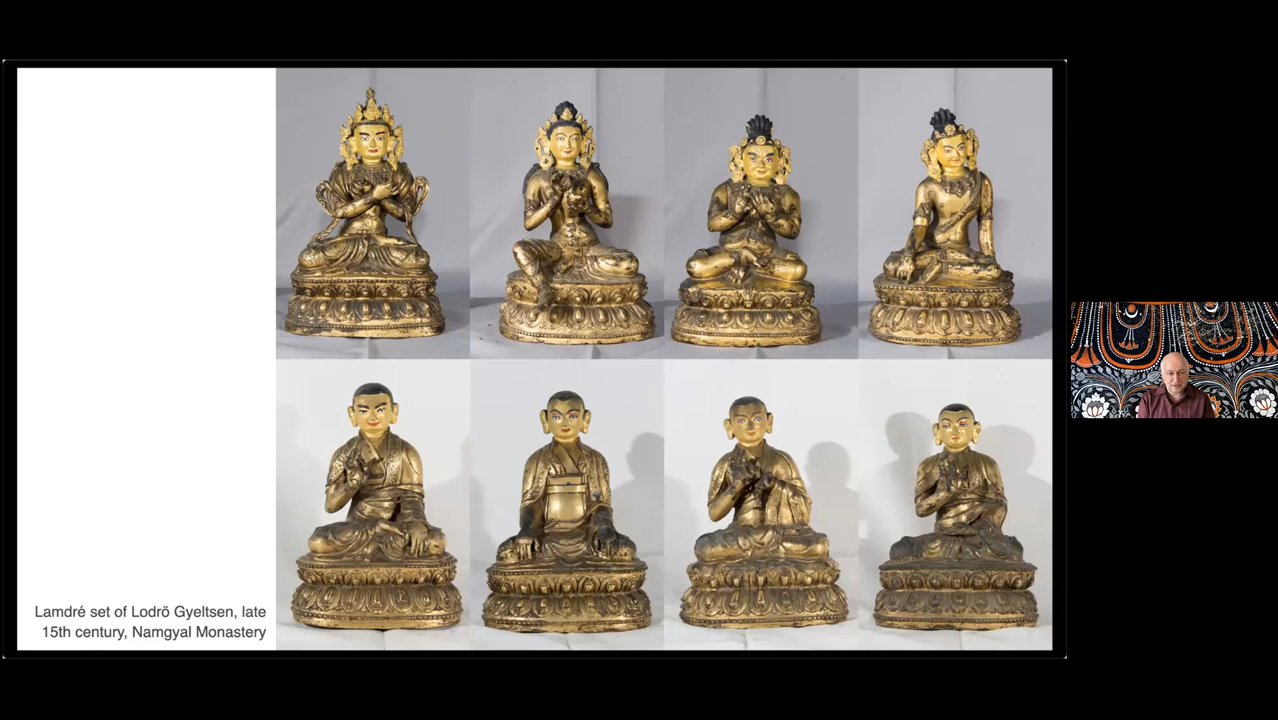 Lamdré set of Lodrö Gyeltsen, late
15th century, Namgyal Monastery